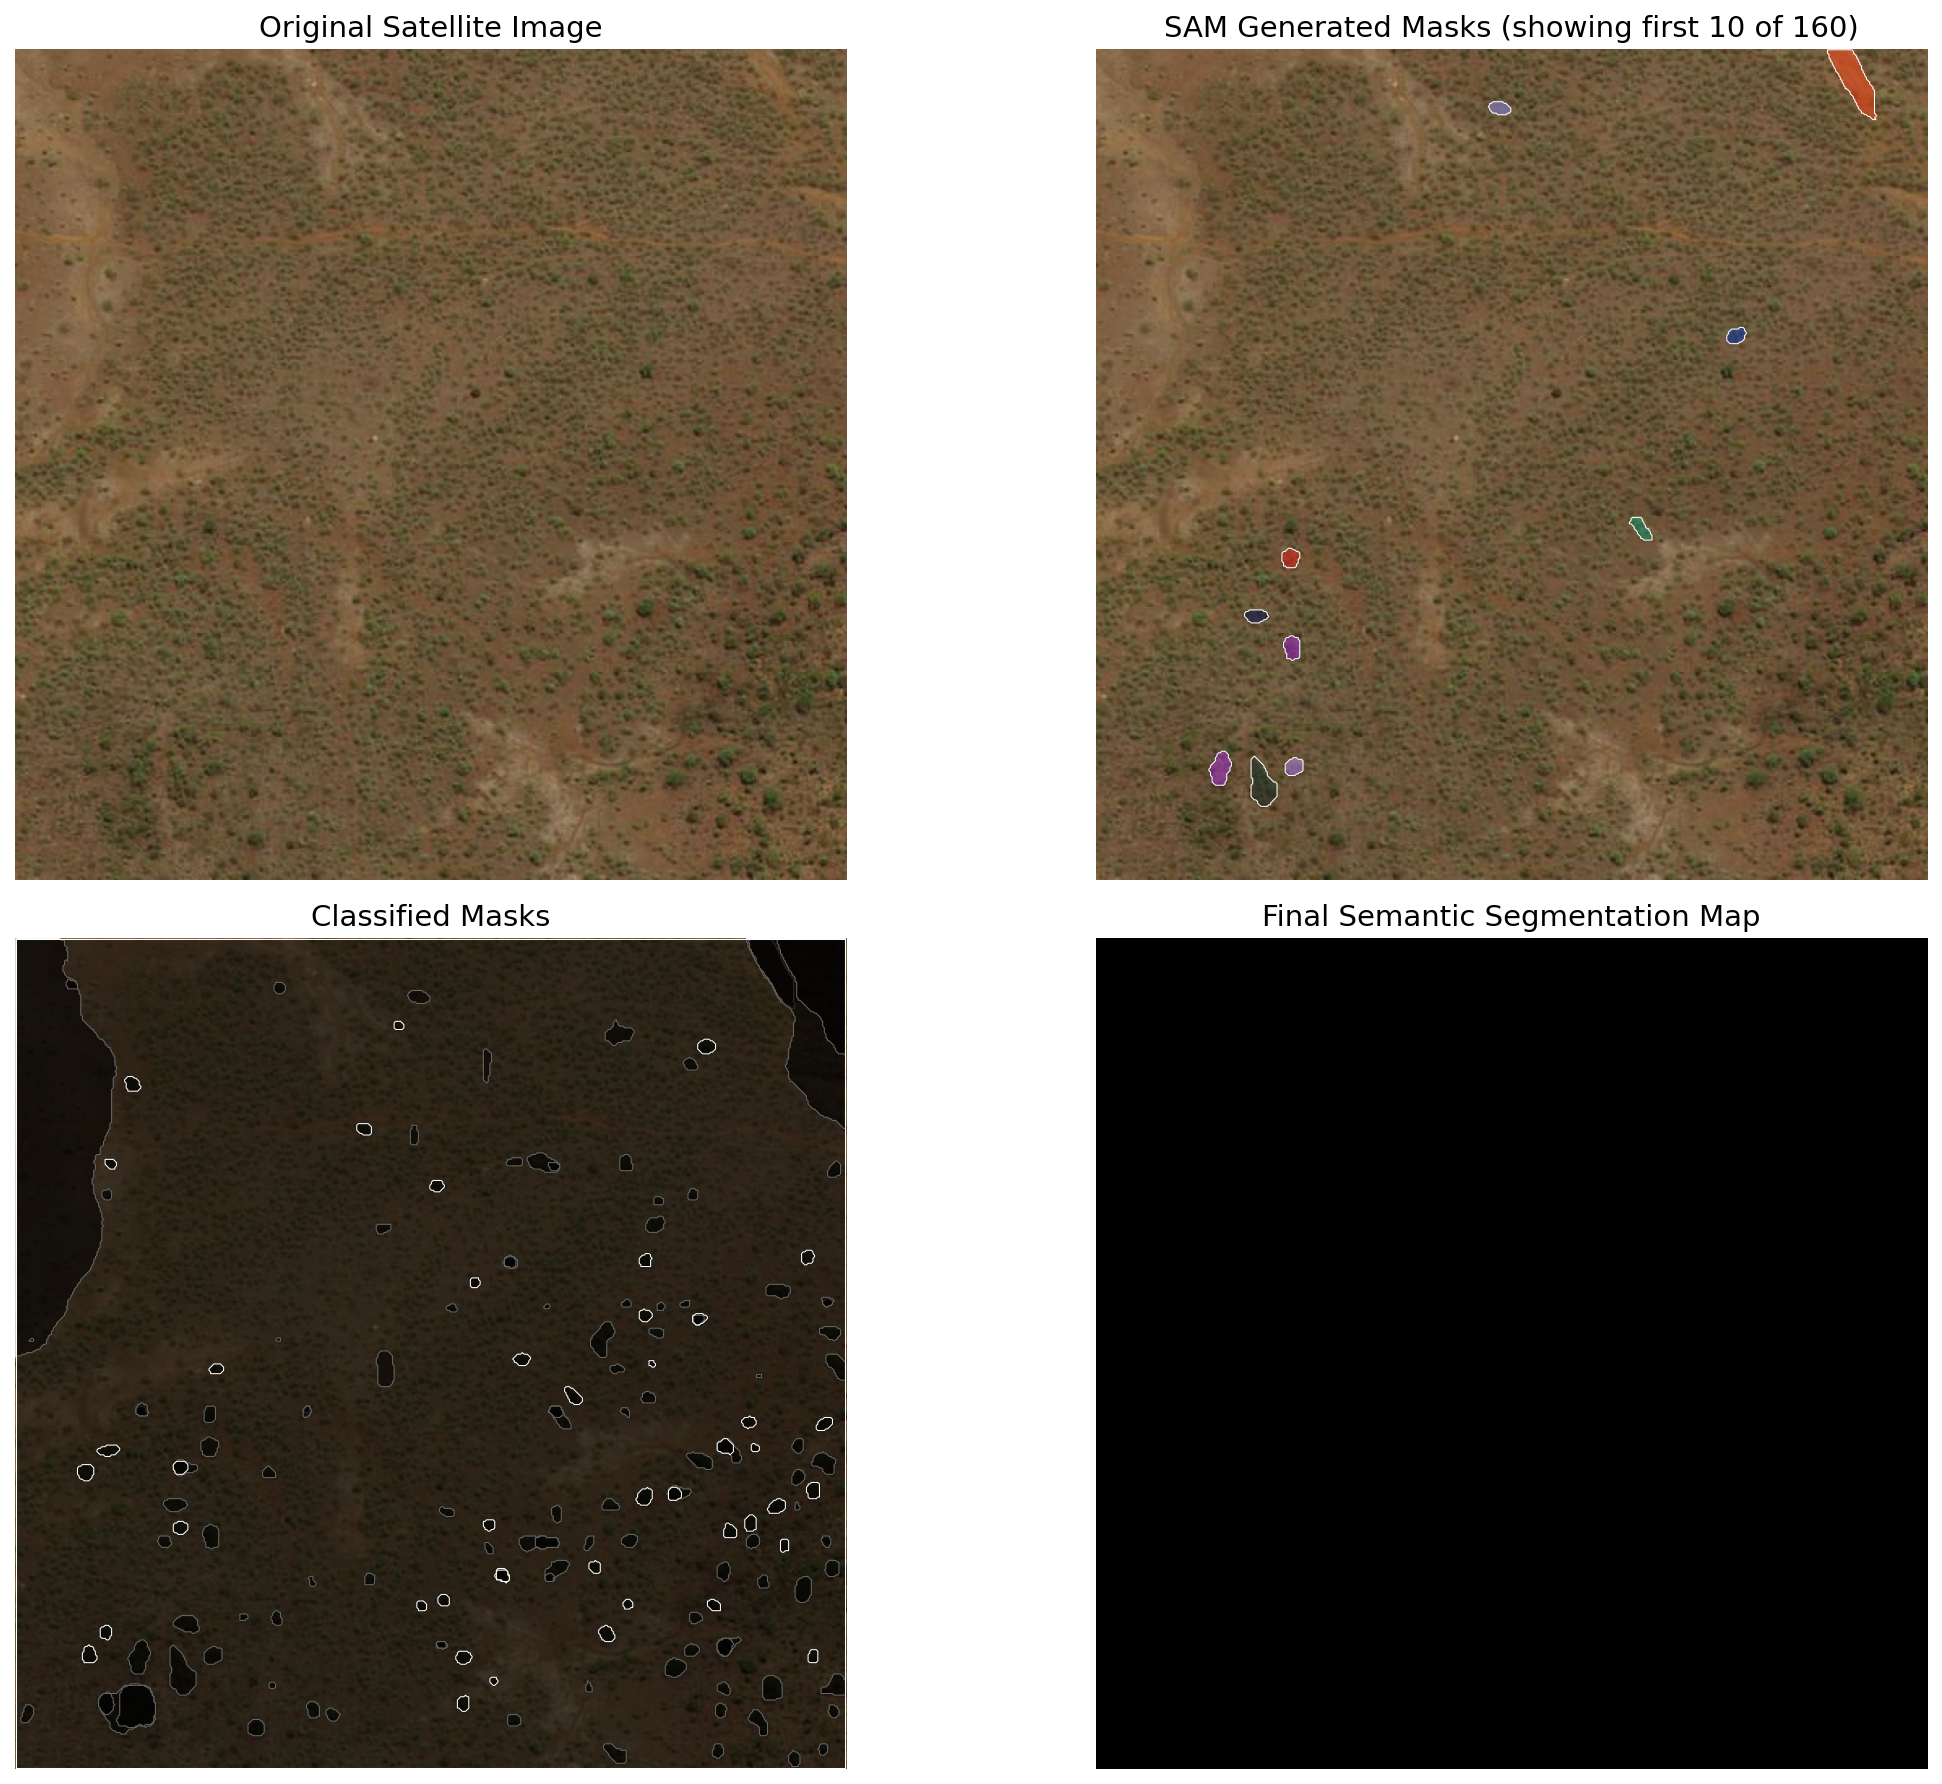 Original Satellite Image
SAM Generated Masks (showing first 10 of 160)
Classified Masks
Final Semantic Segmentation Map